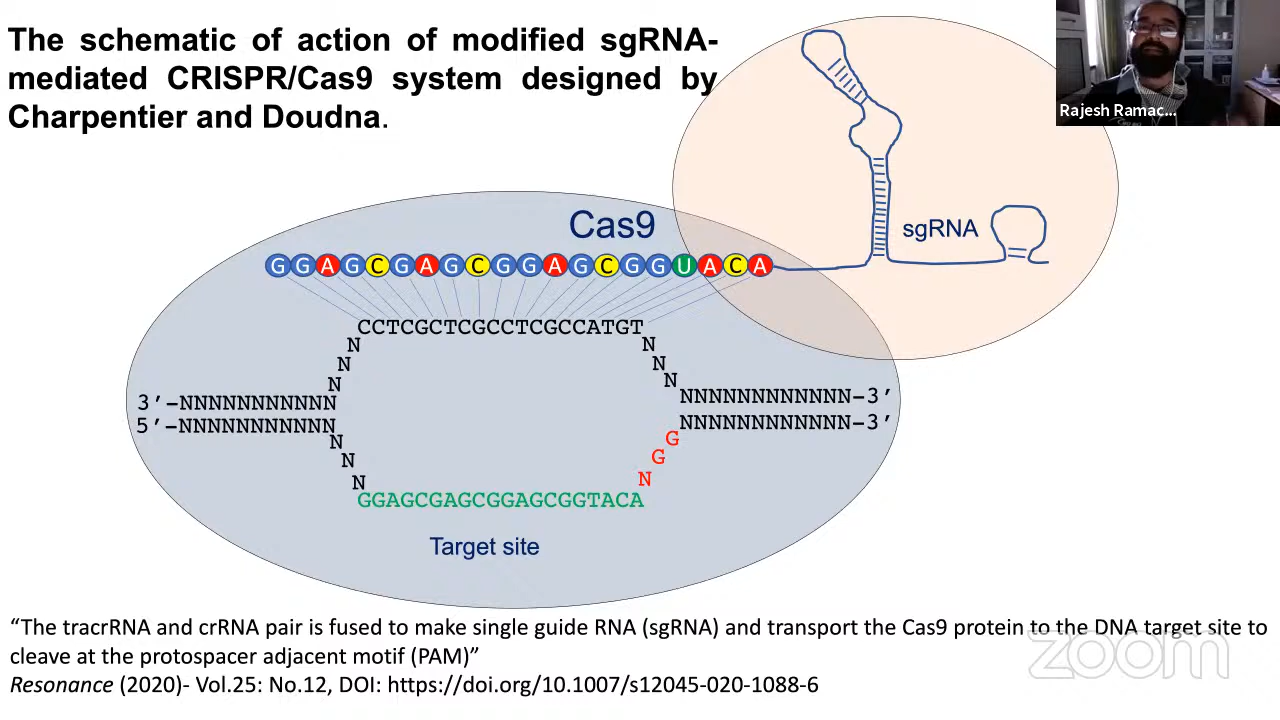 The schematic of action of modified sgRNA-
mediated CRISPR/Cas9 system designed by
Charpentier and Doudna.
Rajesh Ramac...
Cas9
sgRNA
GGAGCGAGCGGAGCGGUACA
CCTCGCTCGCCTCGCCATGT
N
N
N
N
N
N
3’-NNNNNNNNNNN
NNNNNNNNNNNN-3’
5’-NNNNNNNNNNN
NNNNNNNNNNNN-3’
N
N
N
G
G
N
GGAGCGAGCGGAGCGGTACA
Target site
“The tracrRNA and crRNA pair is fused to make single guide RNA (sgRNA) and transport the Cas9 protein to the DNA target site to
cleave at the protospacer adjacent motif (PAM)”
Resonance (2020)- Vol.25: No.12, DOI: https://doi.org/10.1007/s12045-020-1088-6
zoom